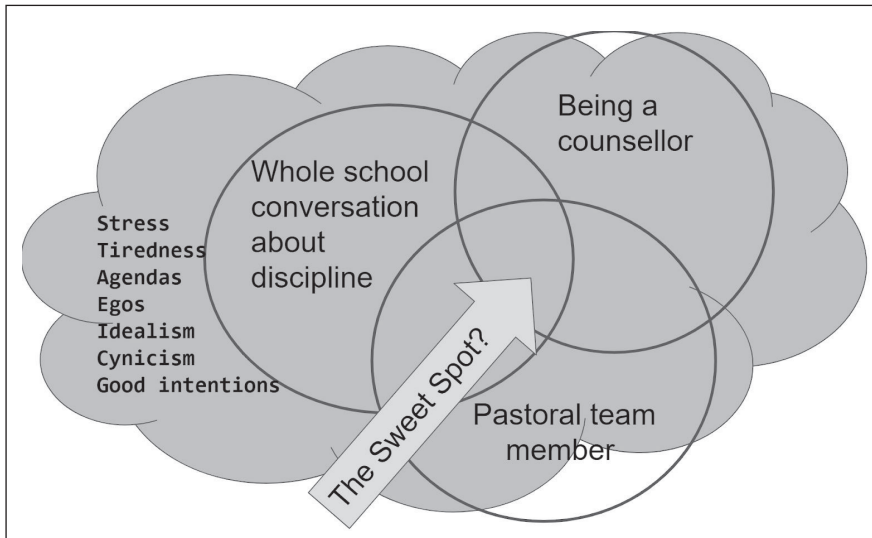 Being a
counsellor
Whole school
conversation
about
discipline
Stress
Tiredness
Agendas
Egos
Idealism
Cynicism
Good intentions
The Sweet Spot?
Pastoral team
member